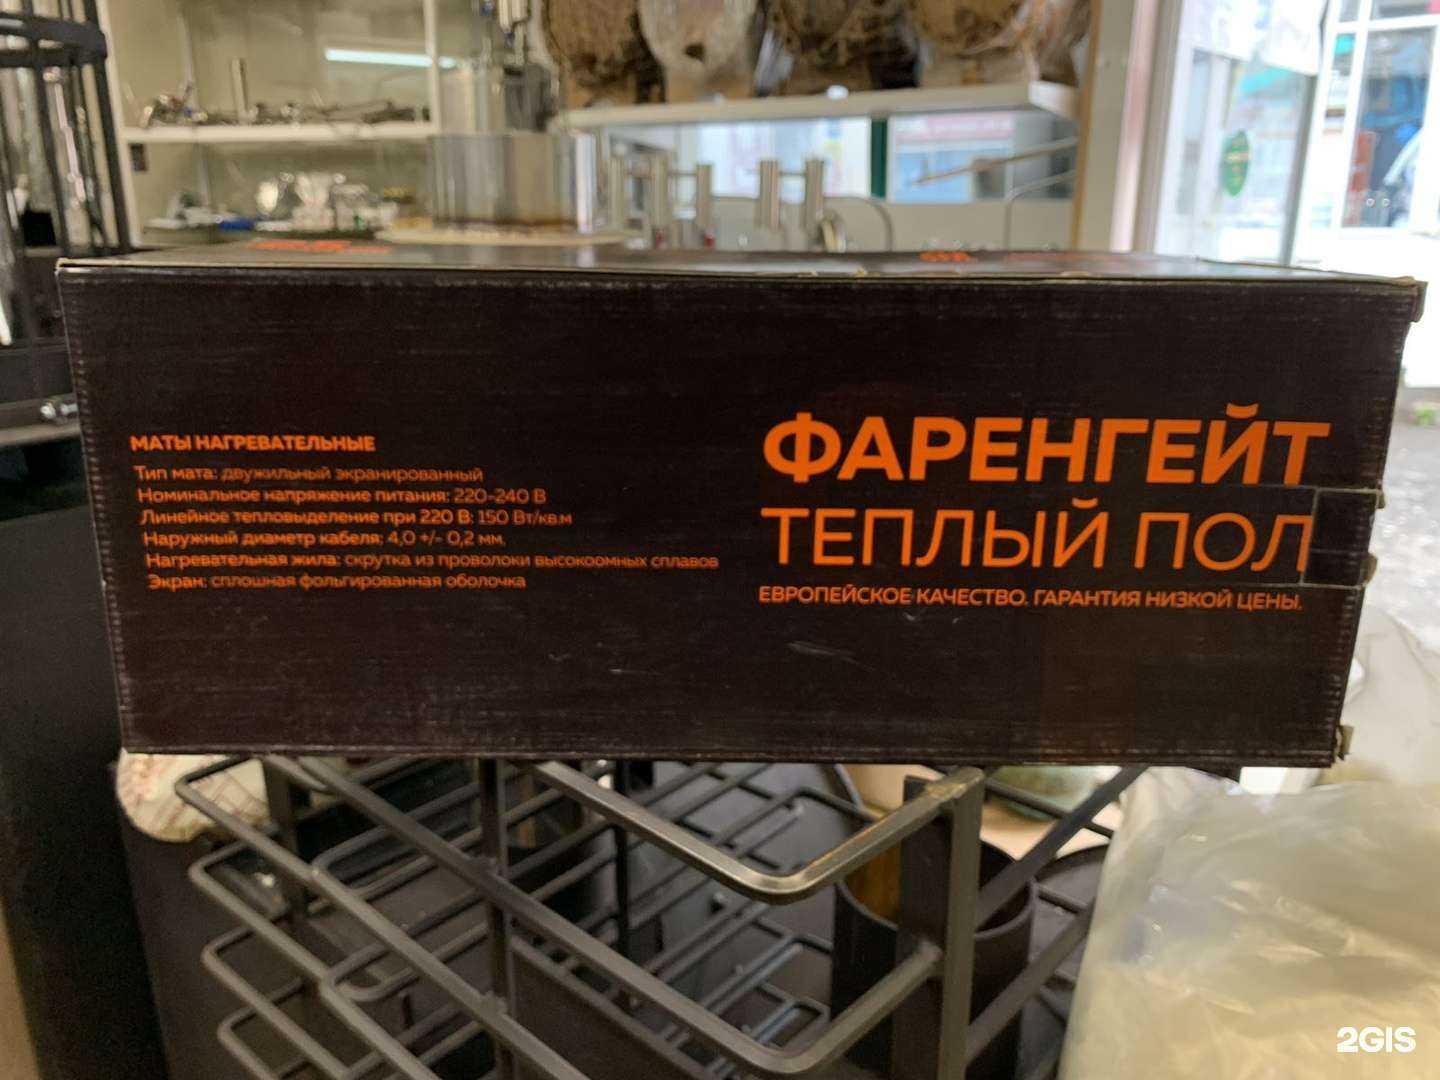 МАТЫ НАГРЕВАТЕЛЬНЫЕ
Тип мата: двужильный экранированный
Номинальное напряжение питания: 220-240 В
Линейное тепловыделение при 220 В: 150 Вт/кв.м
Наружный диаметр кабеля: 4,0 +/- 0,2 мм.
Нагревательная жила: скрутка из проволоки высокоомных сплавов
Экран: сплошная фольгированная оболочка
ФАРЕНГЕЙТ
ТЕПЛЫЙ ПОЛ
ЕВРОПЕЙСКОЕ КАЧЕСТВО. ГАРАНТИЯ НИЗКОЙ ЦЕНЫ.
2GIS